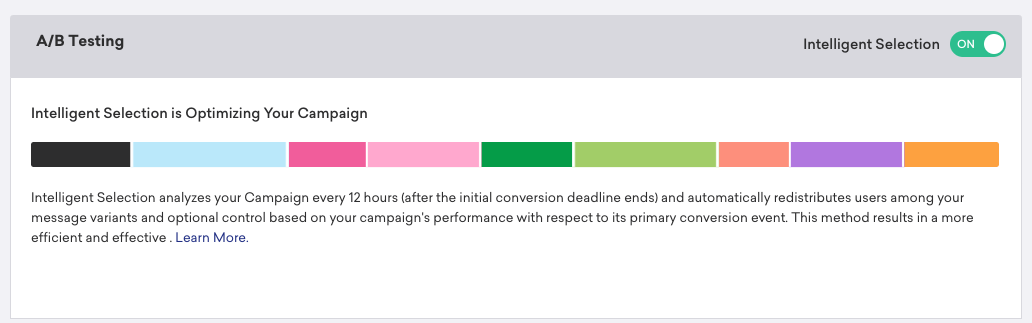 A/B Testing
Intelligent Selection ON
Intelligent Selection is Optimizing Your Campaign
Intelligent Selection analyzes your Campaign every 12 hours (after the initial conversion deadline ends) and automatically redistributes users among your
message variants and optional control based on your campaign's performance with respect to its primary conversion event. This method results in a more
efficient and effective . Learn More.